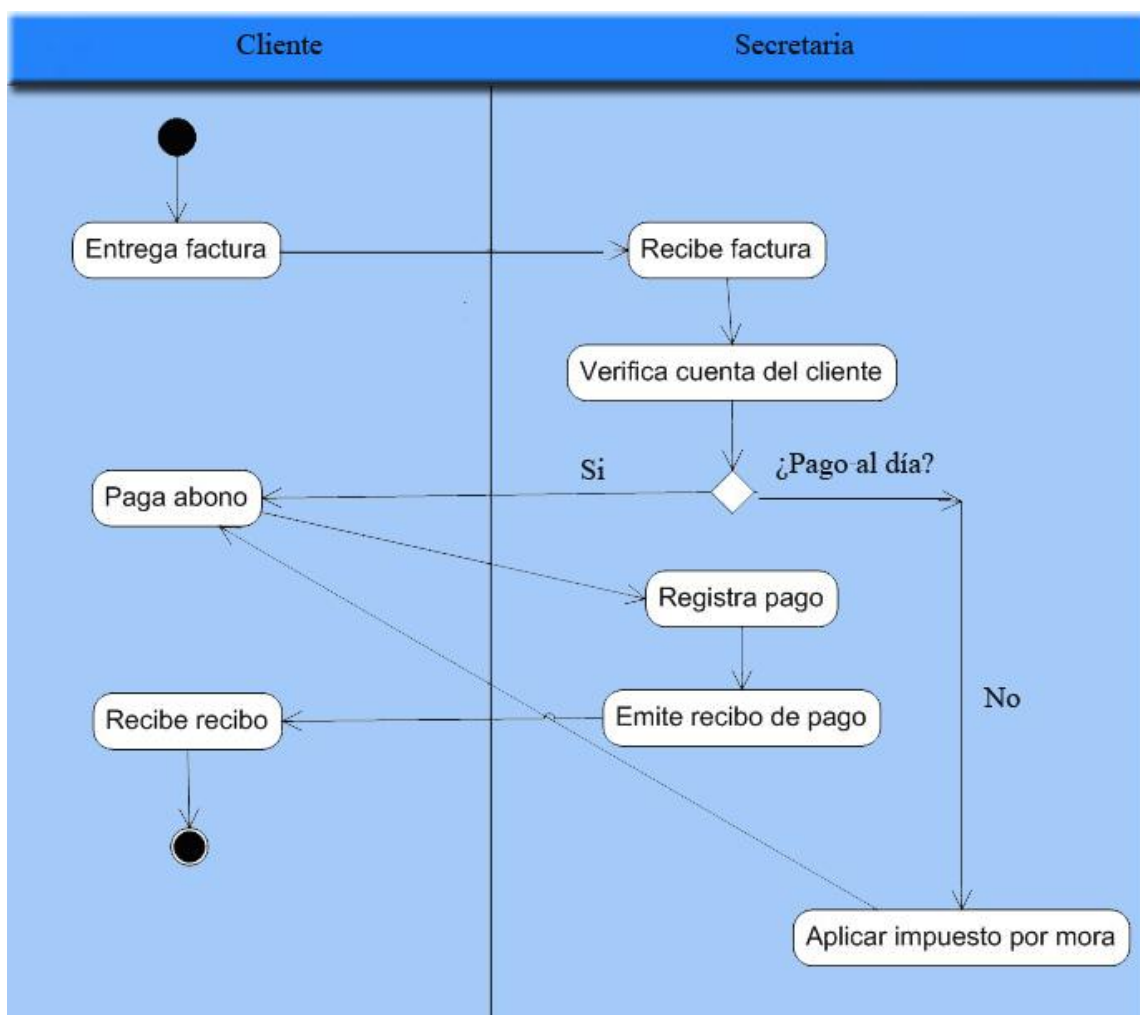 Cliente
Secretaria
Entrega factura
Recibe factura
Verifica cuenta del cliente
Si
¿Pago al día?
Paga abono
Registra pago
No
Recibe recibo
Emite recibo de pago
Aplicar impuesto por mora